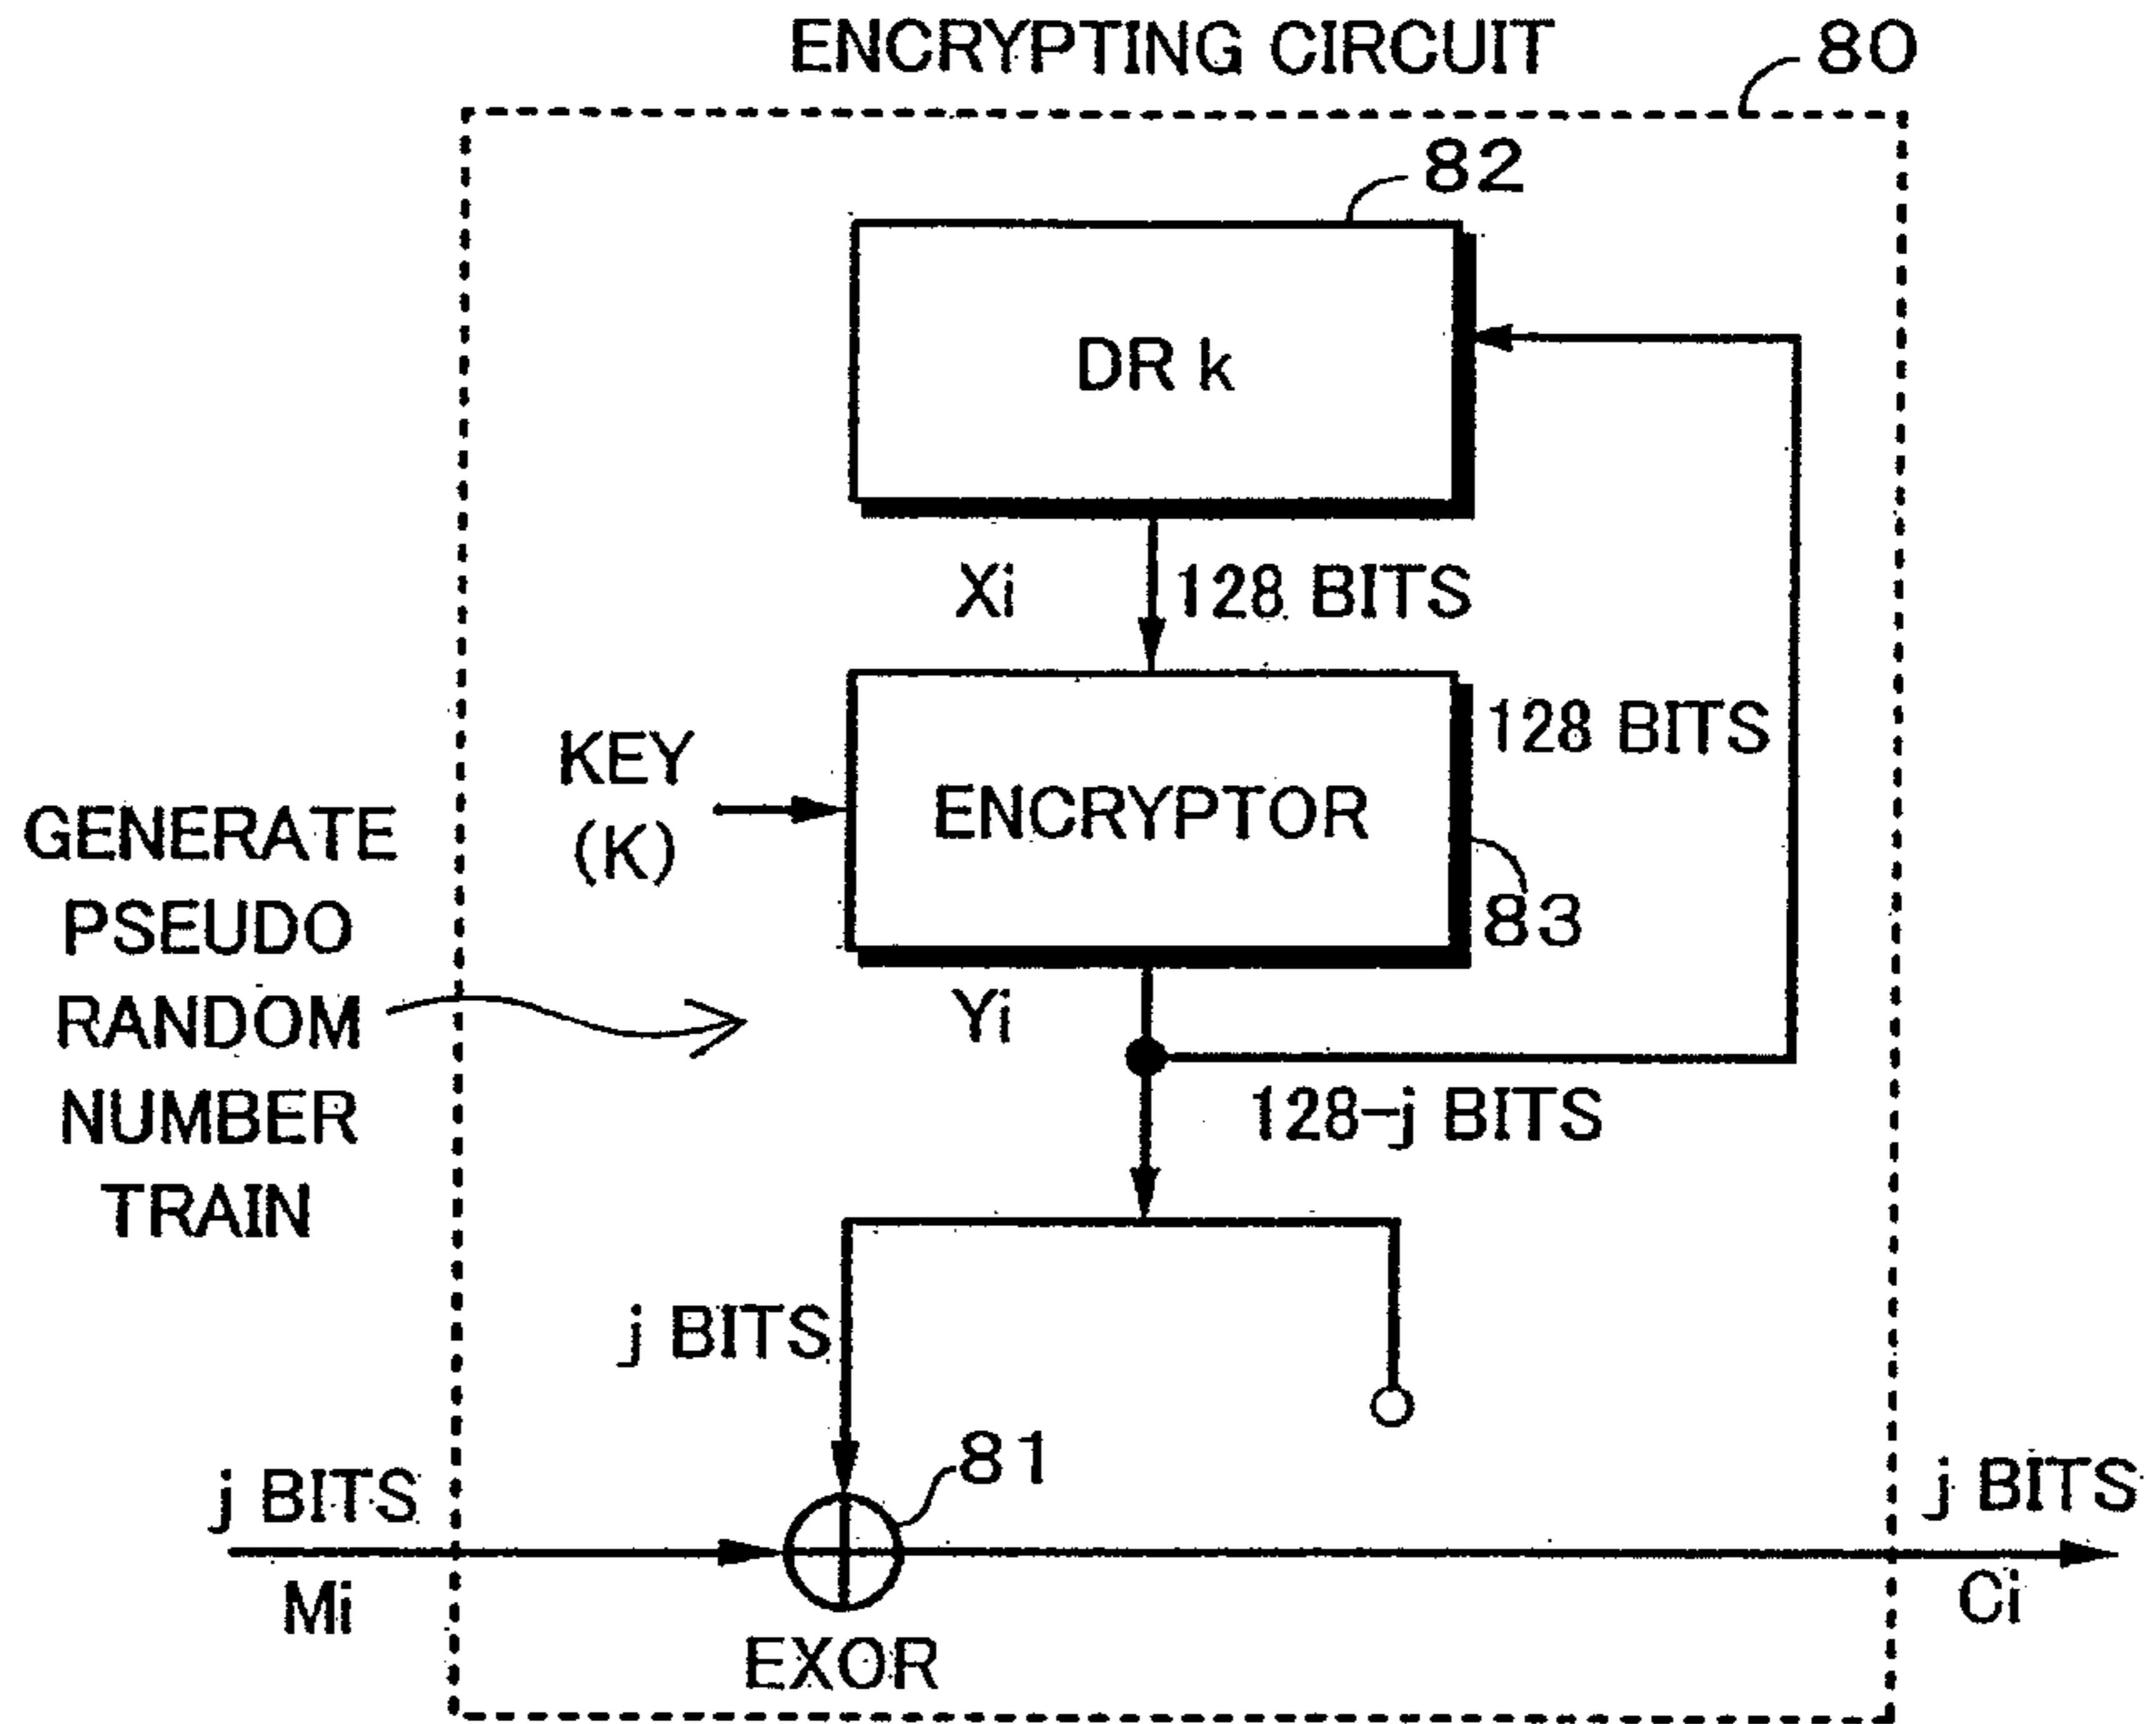 ENCRYPTING CIRCUIT
80
82
DR k
Xi
128 BITS
128 BITS
KEY
(K)
ENCRYPTOR
83
GENERATE
PSEUDO
RANDOM
NUMBER
TRAIN
Yi
128-j BITS
j BITS
81
j BITS
Mi
EXOR
j BITS
Ci